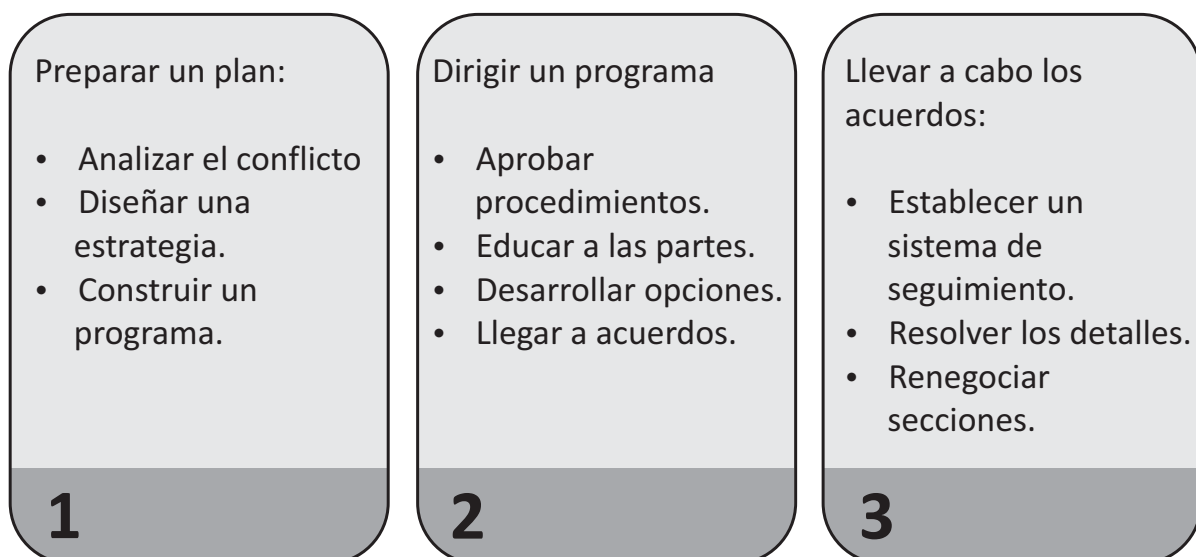 Preparar un plan:
• Analizar el conflicto
• Diseñar una
estrategia.
• Construir un
programa.
1
Dirigir un programa
• Aprobar
procedimientos.
• Educar a las partes.
• Desarrollar opciones.
• Llegar a acuerdos.
2
Llevar a cabo los
acuerdos:
• Establecer un
sistema de
seguimiento.
• Resolver los detalles.
• Renegociar
secciones.
3